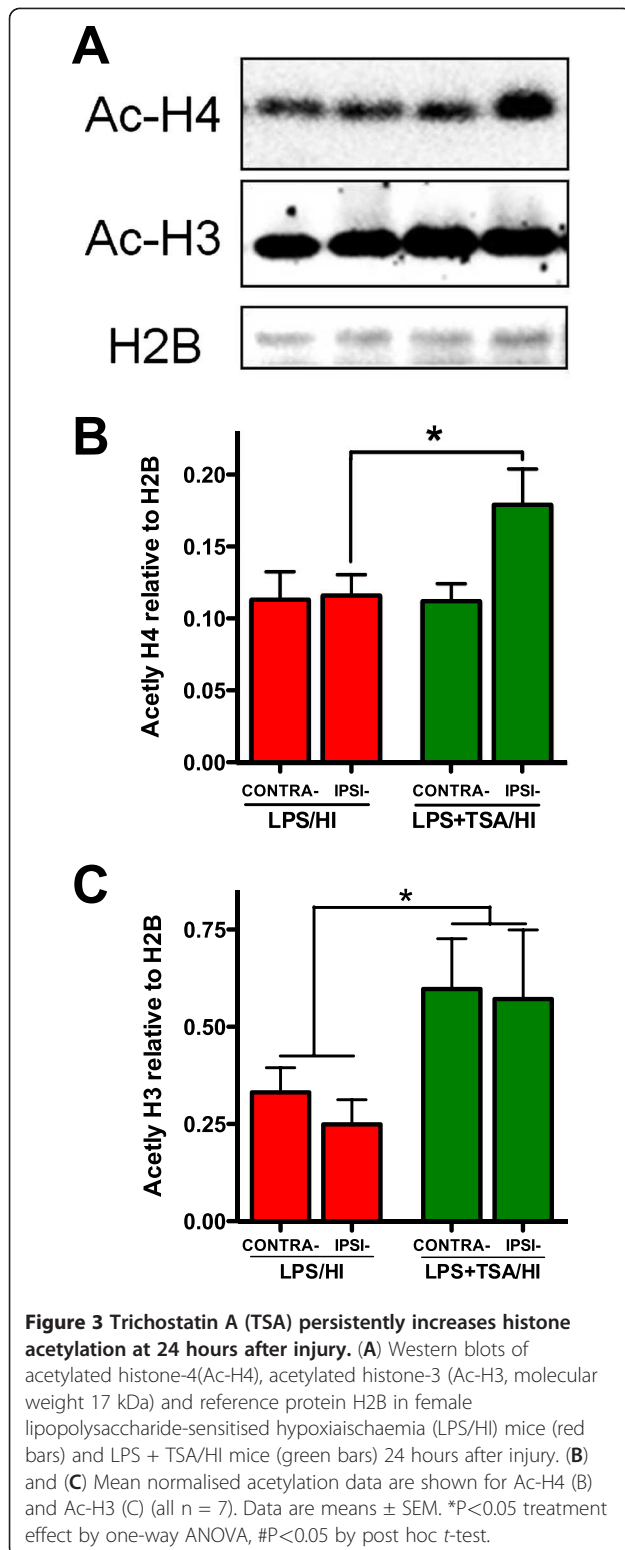 A
Ac-H4
Ac-H3
H2B
B
Acetly H4 relative to H2B
0.20
0.15
0.10
0.05
0.00
*
CONTRA- IPSI- CONTRA- IPSI-
LPS/HI LPS+TSA/HI
C
Acetly H3 relative to H2B
0.75
0.50
0.25
0.00
*
CONTRA- IPSI- CONTRA- IPSI-
LPS/HI LPS+TSA/HI
Figure 3 Trichostatin A (TSA) persistently increases histone
acetylation at 24 hours after injury. (A) Western blots of
acetylated histone-4(Ac-H4), acetylated histone-3 (Ac-H3, molecular
weight 17 kDa) and reference protein H2B in female
lipopolysaccharide-sensitised hypoxiaischaemia (LPS/HI) mice (red
bars) and LPS + TSA/HI mice (green bars) 24 hours after injury. (B)
and (C) Mean normalised acetylation data are shown for Ac-H4 (B)
and Ac-H3 (C) (all n = 7). Data are means ± SEM. *P<0.05 treatment
effect by one-way ANOVA, #P<0.05 by post hoc t-test.